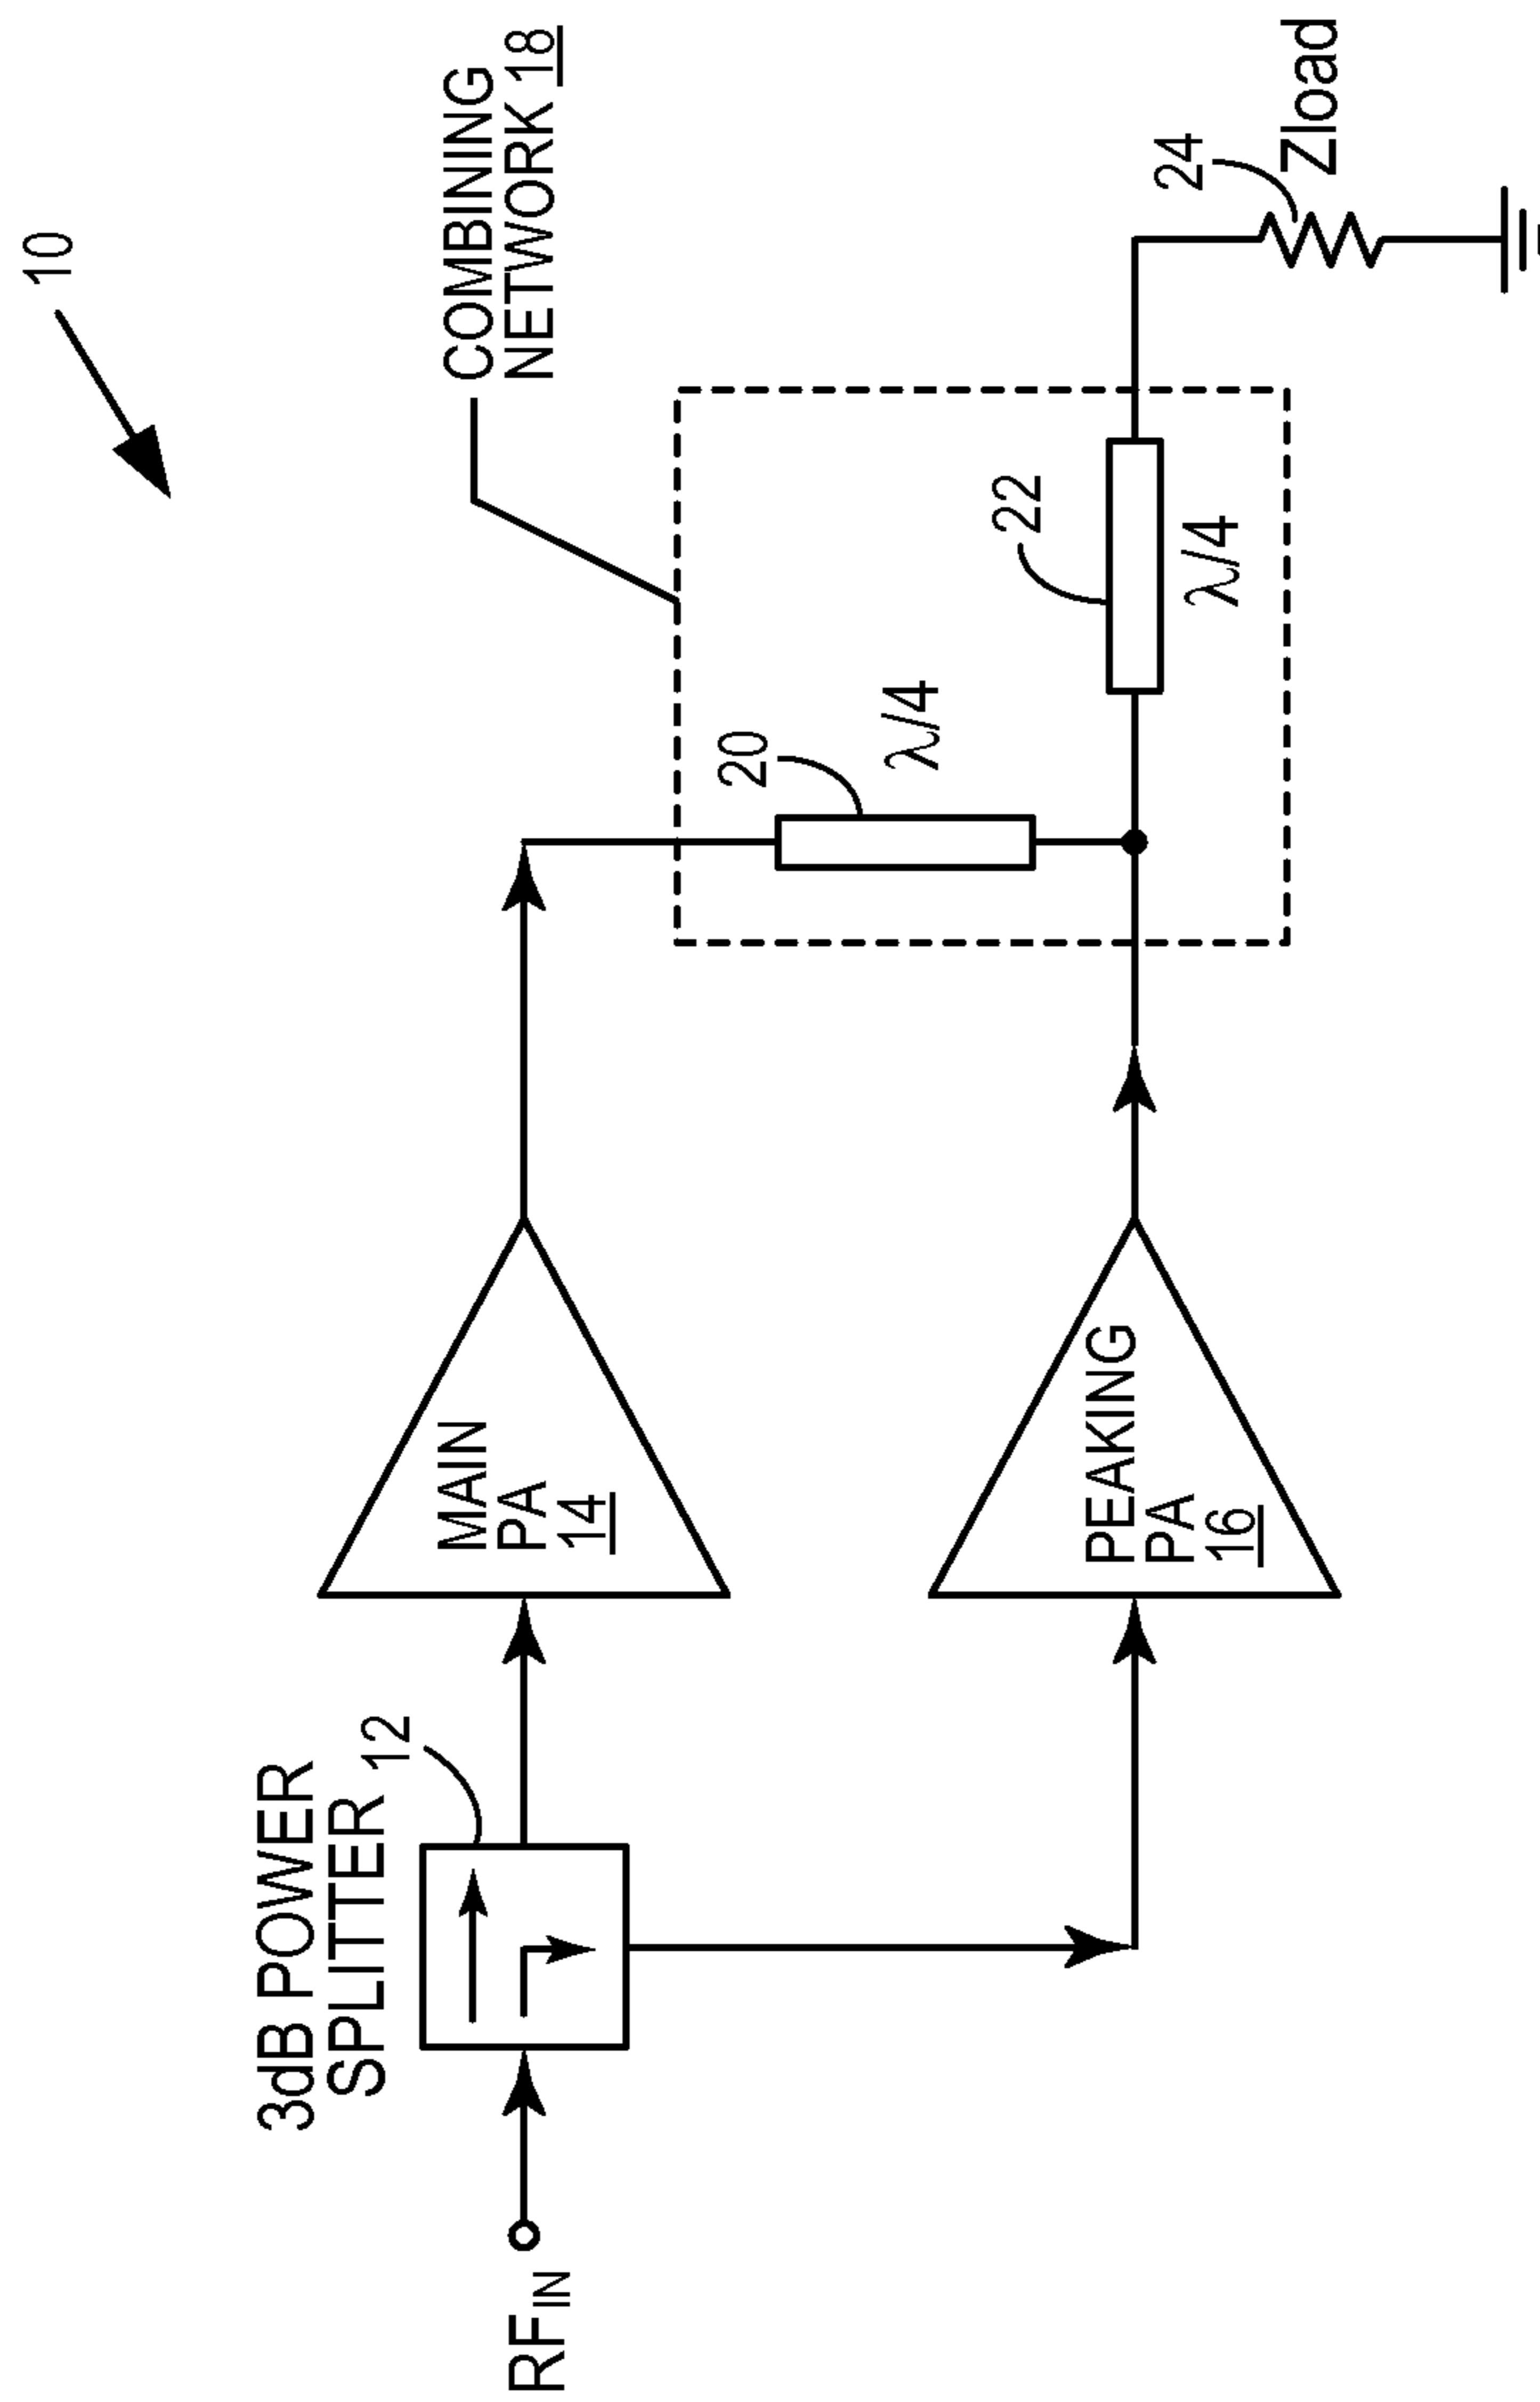 10
COMBINING
NETWORK 18
3dB POWER
SPLITTER 12
MAIN
PA
14
20
λ/4
22
λ/4
24
Zload
RFIN
PEAKING
PA
16